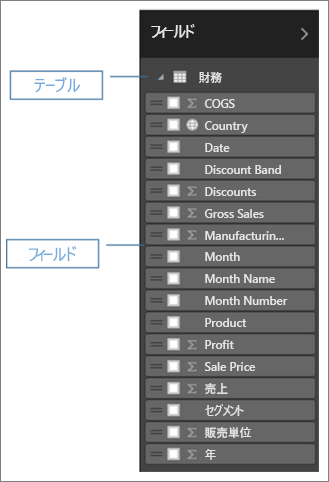 フィールド
テーブル
財務
COGS
Country
Date
Discount Band
Discounts
Gross Sales
Manufacturin...
フィールド
Month
Month Name
Month Number
Product
Profit
Sale Price
売上
セグメント
販売単位
年